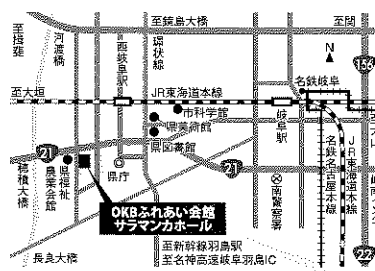 至鏡島大橋
至関
至揖斐
河渡橋
西岐阜駅
環状線
N
156
名鉄岐阜
至大垣
JR東海道本線
市科学館
県美術館
県図書館
岐阜駅
21
県福祉
農業会館
県庁
21
穂積大橋
南警察署
名鉄名古屋本線
JR東海道本線
OKBふれあい会館
サラマンカホール
長良大橋
至新幹線羽島駅
至名神高速岐阜羽島IC
22